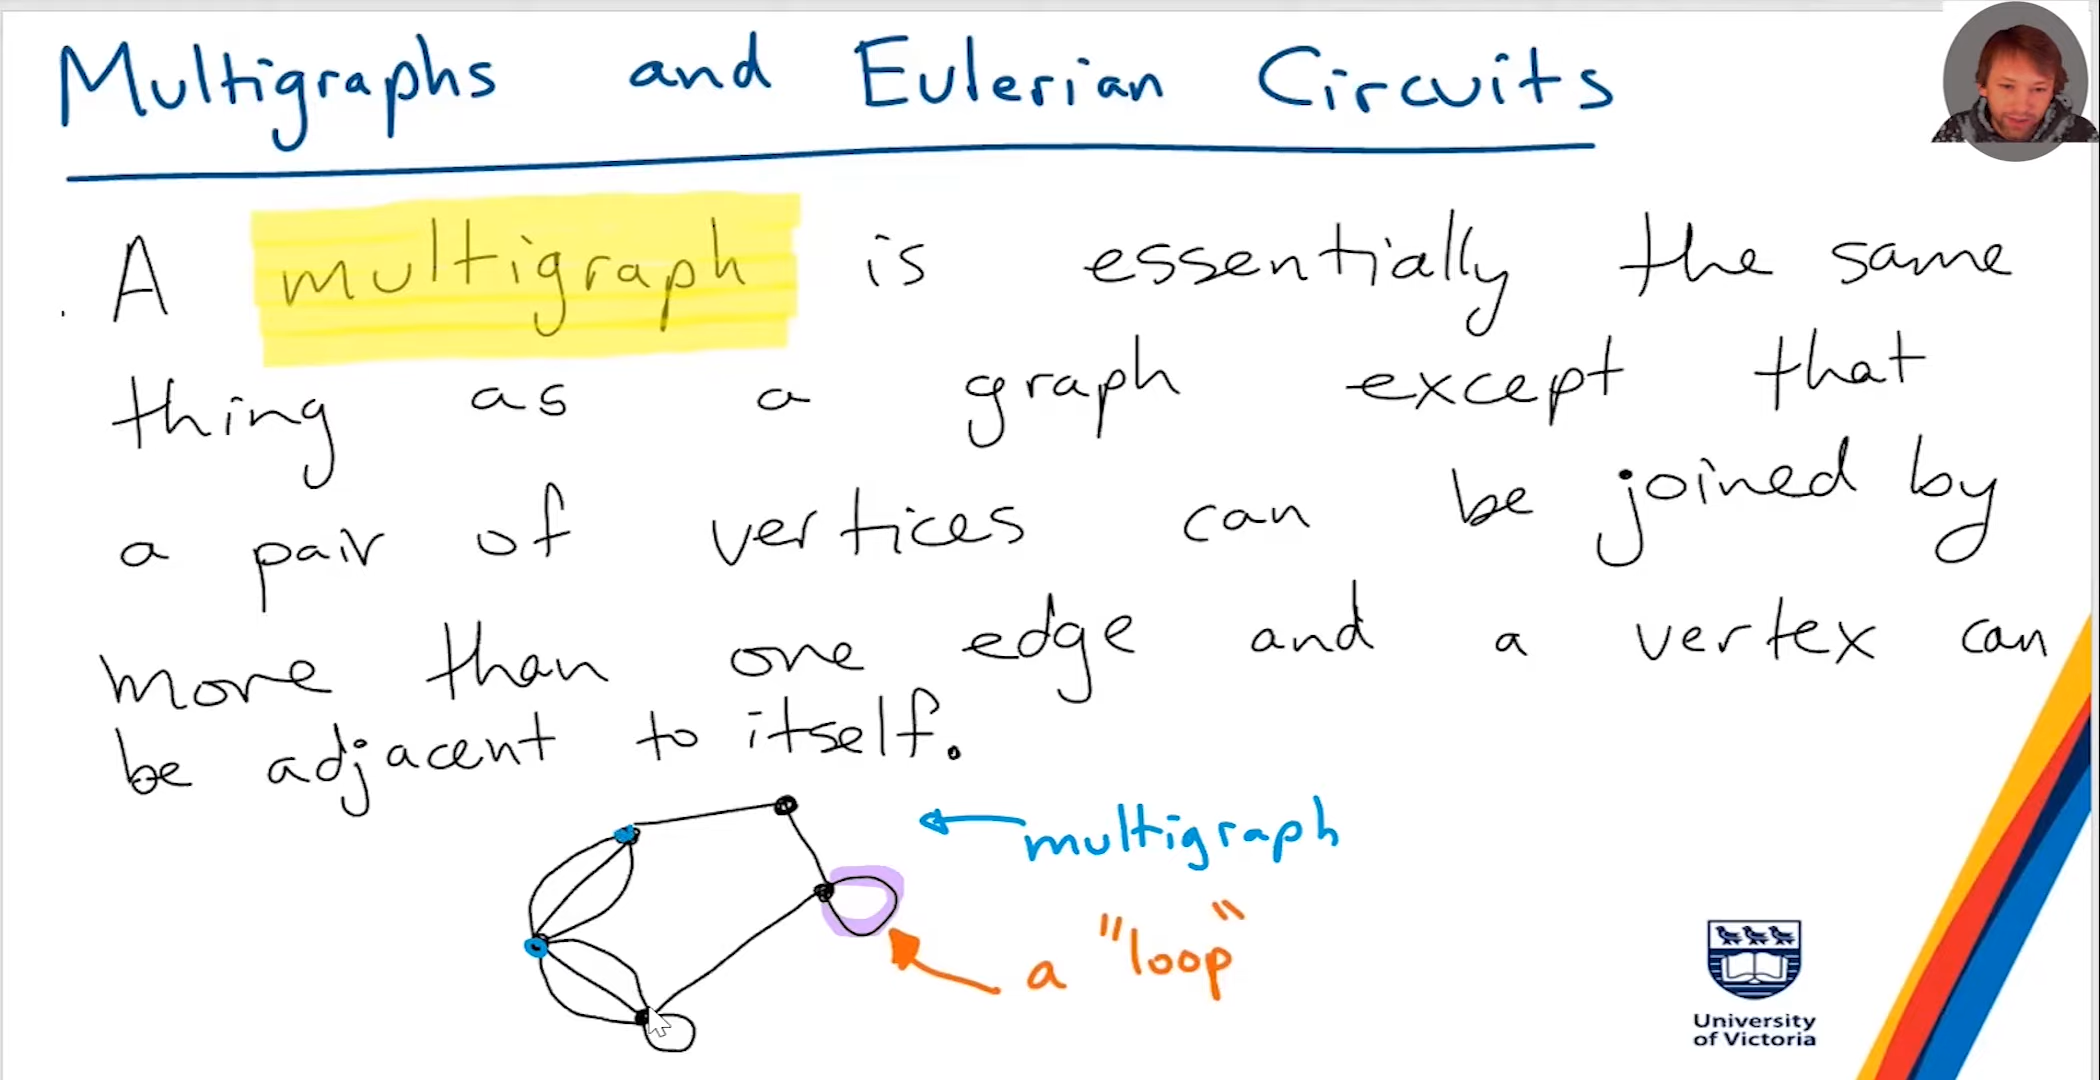 Multigraphs and Eulerian Circuits
A multigraph is essentially the same
thing as a graph except that
a pair of vertices can be joined by
more than one edge and a vertex can
be adjacent to itself.
multigraph
a "loop"
University
of Victoria